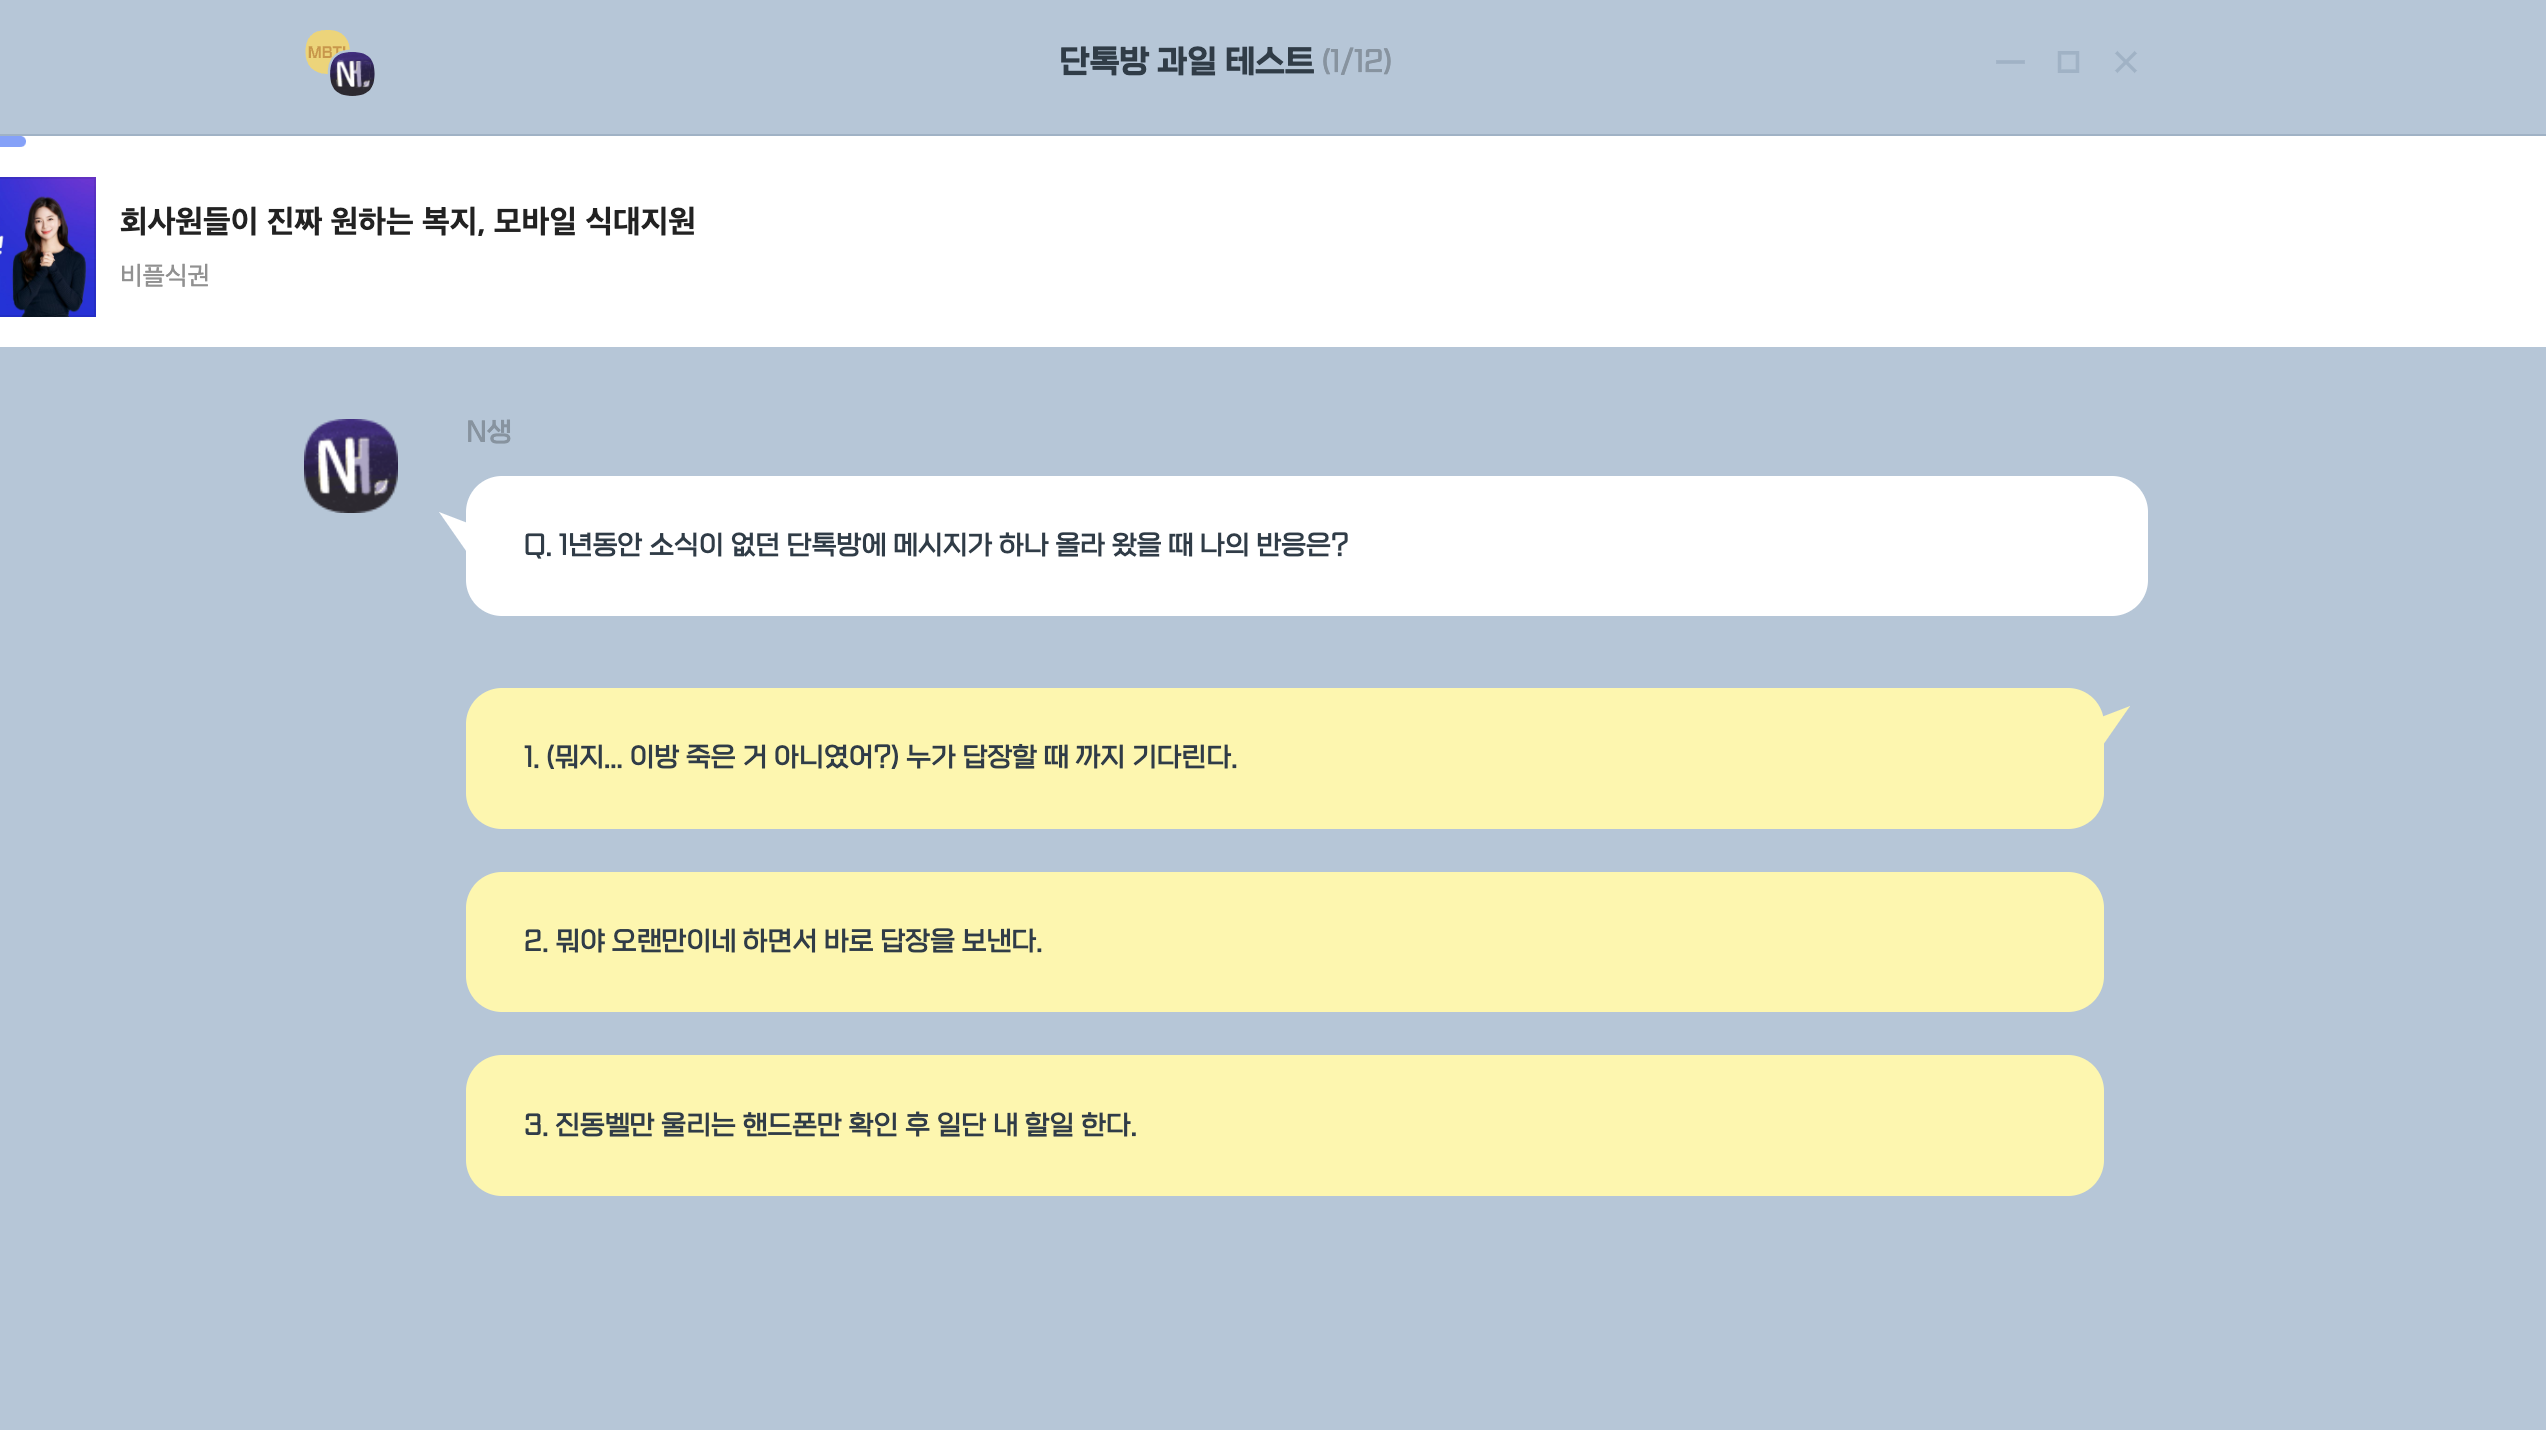 MBTI
NH.
단톡방 과일 테스트 (1/12)
회사원들이 진짜 원하는 복지, 모바일 식대지원
비플식권
N생
NH.
Q. 1년동안 소식이 없던 단톡방에 메시지가 하나 올라 왔을 때 나의 반응은?
1. (뭐지... 이방 죽은 거 아니였어?) 누가 답장할 때 까지 기다린다.
2. 뭐야 오랜만이네 하면서 바로 답장을 보낸다.
3. 진동벨만 울리는 핸드폰만 확인 후 일단 내 할일 한다.